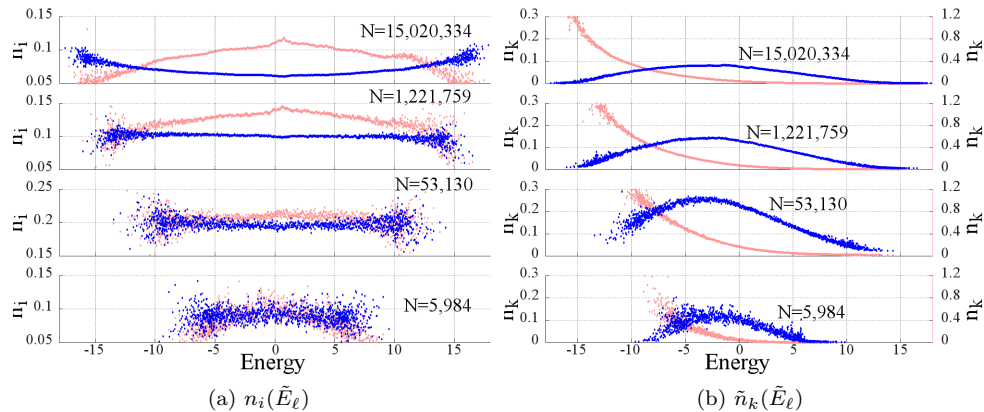 n_i
0.15
0.1
0.05
N=15,020,334
n_i
0.15
0.1
0.05
N=1,221,759
n_i
0.25
0.2
0.15
N=53,130
n_i
0.15
0.1
0.05
N=5,984
-15 -10 -5 0 5 10 15
Energy
(a) n_i(Ẽ_ℓ)
n_k
0.3
0.2
0.1
0
1.2
0.8
0.4
0
n_k
N=15,020,334
n_k
0.3
0.2
0.1
0
1.2
0.8
0.4
0
n_k
N=1,221,759
n_k
0.3
0.2
0.1
0
1.2
0.8
0.4
0
n_k
N=53,130
n_k
0.3
0.2
0.1
0
1.2
0.8
0.4
0
n_k
N=5,984
-15 -10 -5 0 5 10 15
Energy
(b) ñ_k(Ẽ_ℓ)